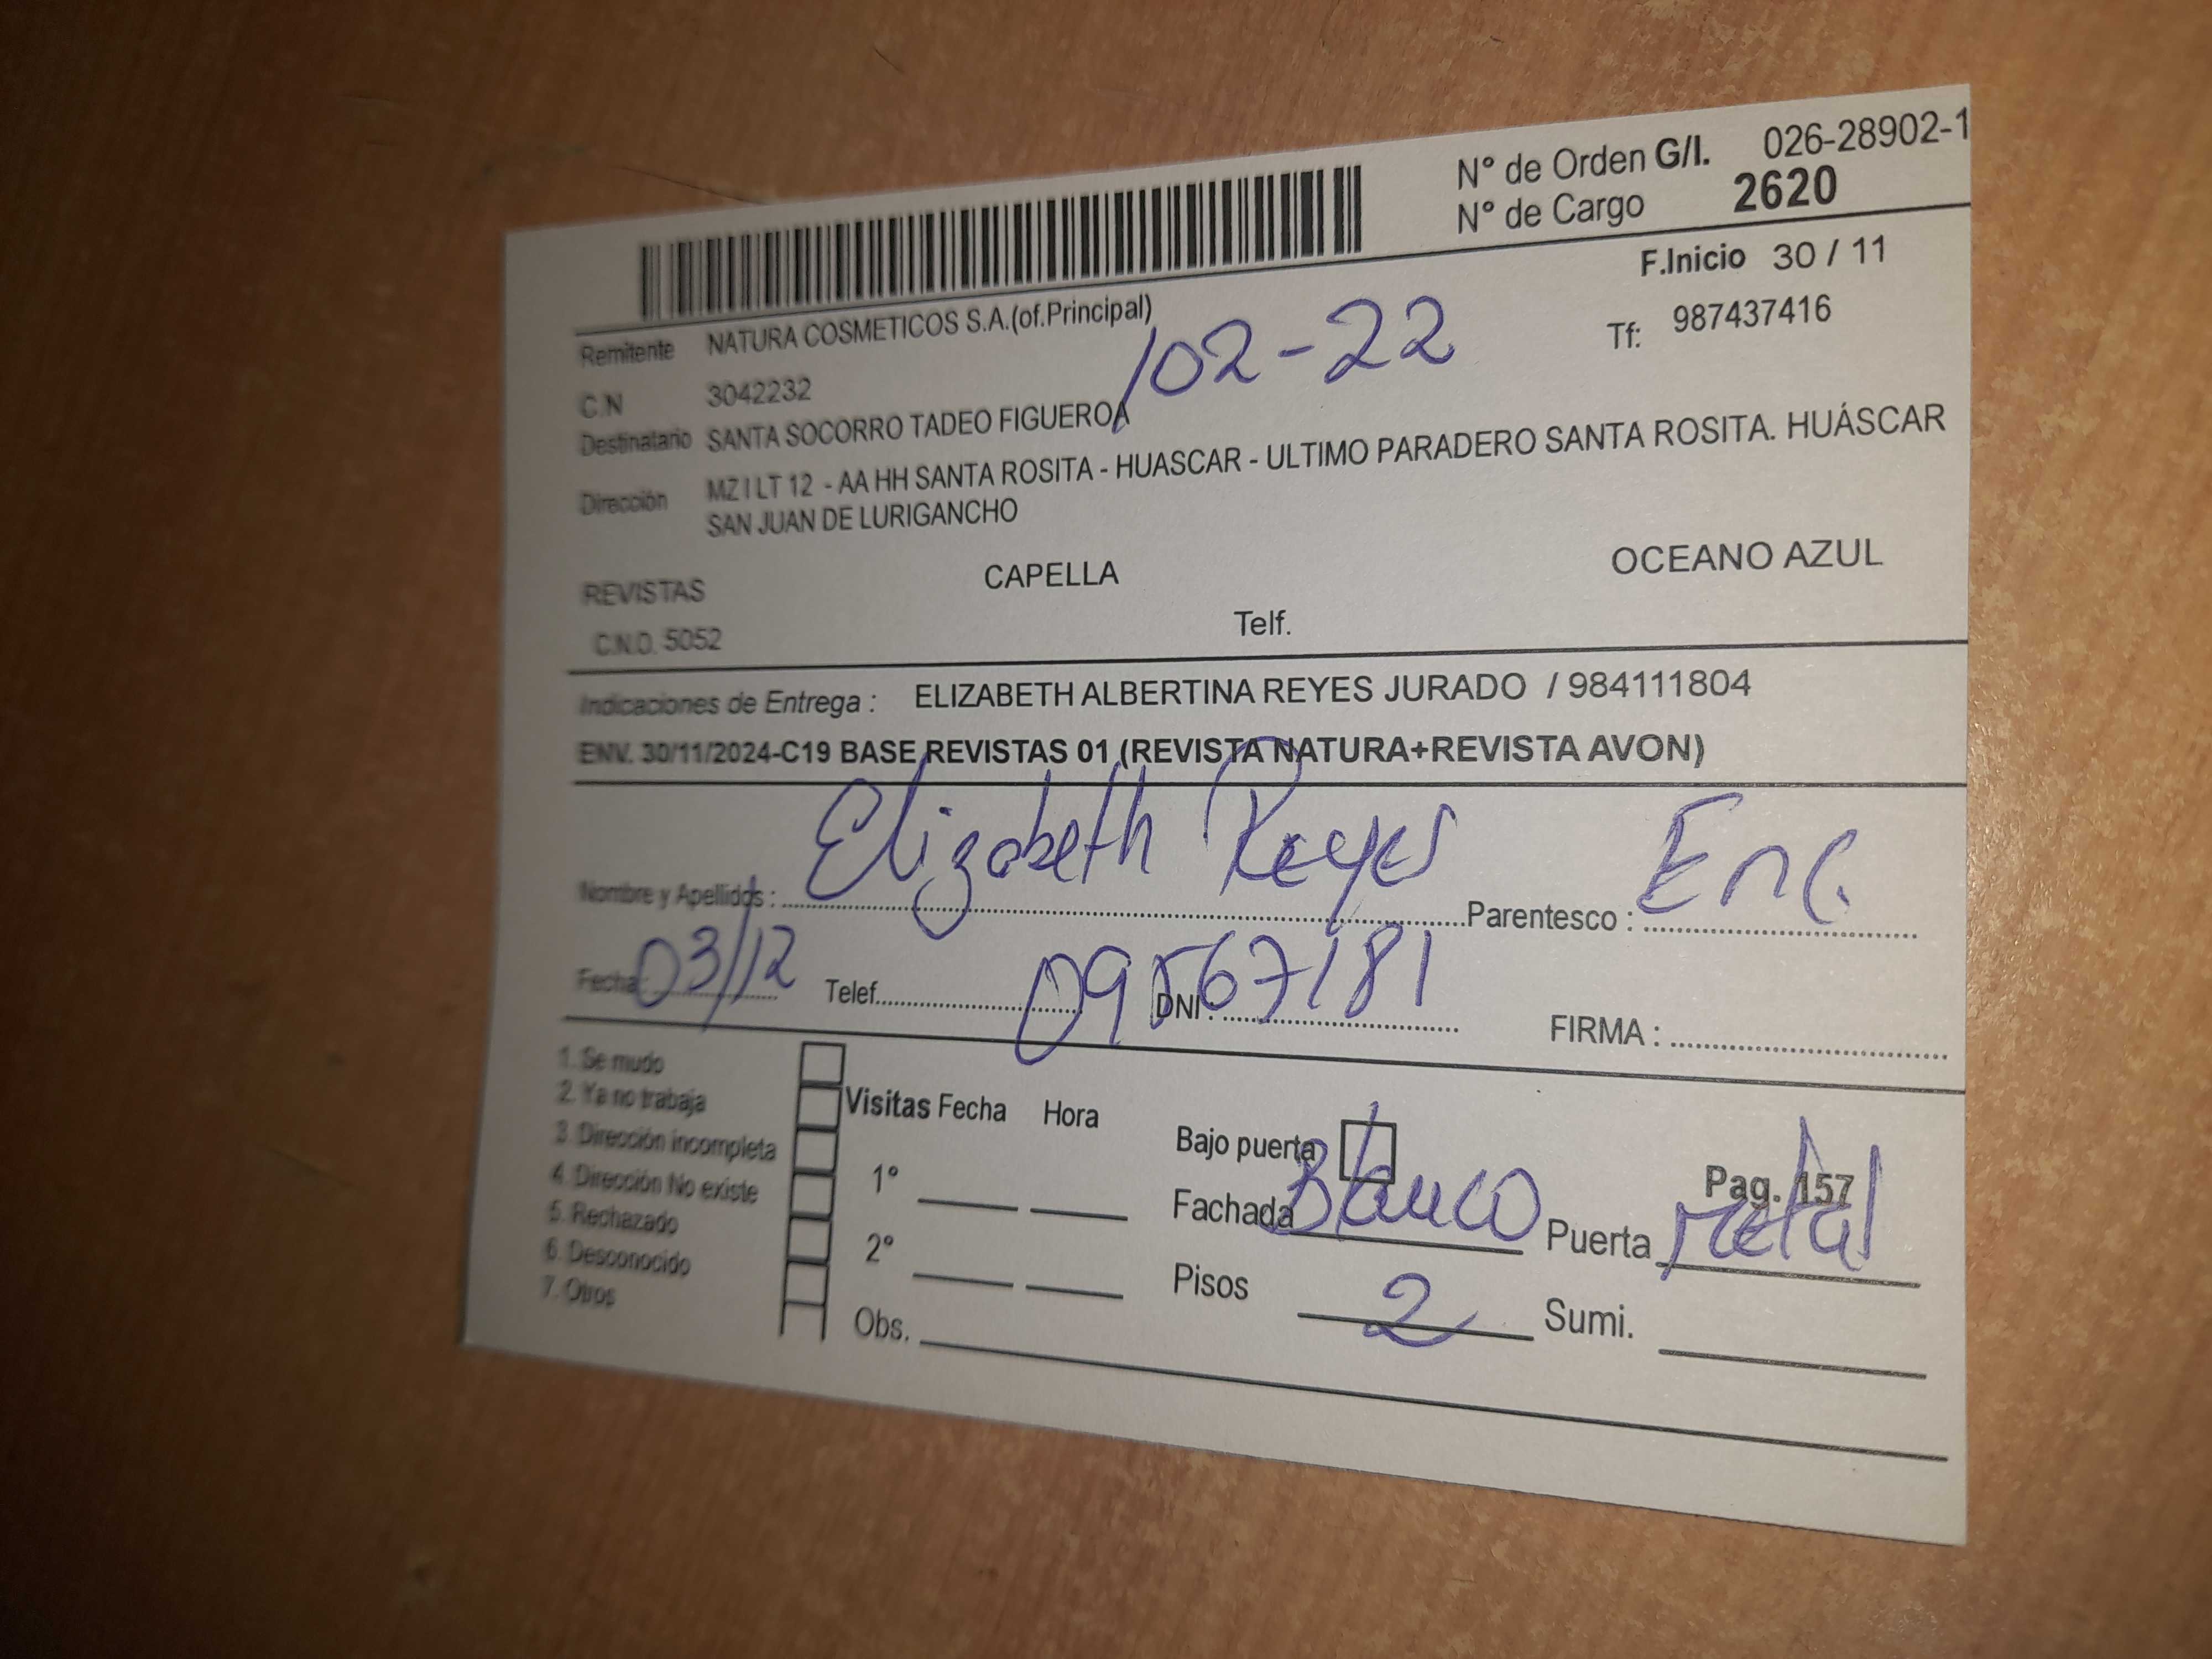 N° de Orden G/I. 026-28902-1
N° de Cargo 2620
F.Inicio 30 / 11
Remitente NATURA COSMETICOS S.A.(of.Principal)
102-22
Tf: 987437416
C.N 3042232
Destinatario SANTA SOCORRO TADEO FIGUEROA
Dirección MZ I LT 12 - AA HH SANTA ROSITA - HUASCAR - ULTIMO PARADERO SANTA ROSITA. HUÁSCAR
SAN JUAN DE LURIGANCHO
REVISTAS CAPELLA OCEANO AZUL
C.N.O. 5052 Telf.
Indicaciones de Entrega : ELIZABETH ALBERTINA REYES JURADO / 984111804
ENV. 30/11/2024-C19 BASE REVISTAS 01 (REVISTA NATURA+REVISTA AVON)
Nombre y Apellidos : Elizabeth Reyes Parentesco : Enc.
Fecha: 03/12 Telef. DNI : 09567181 FIRMA :
1. Se mudo
2. Ya no trabaja
3. Dirección incompleta
4. Dirección No existe
5. Rechazado
6. Desconocido
7. Otros
Visitas Fecha Hora
1°
2°
Obs.
Bajo puerta
Pag. 157
Fachada Blanco Puerta metal
Pisos 2 Sumi.